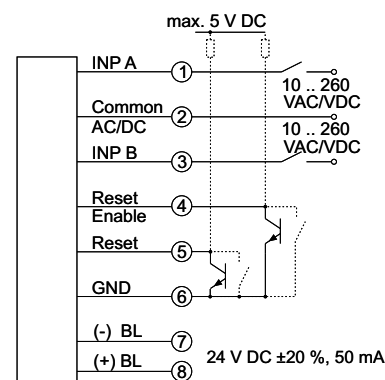 max. 5 V DC
INP A
1
10 .. 260
VAC/VDC
Common
AC/DC
2
10 .. 260
VAC/VDC
INP B
3
Reset
Enable
4
Reset
5
GND
6
(-) BL
7
(+) BL
8
24 V DC ±20 %, 50 mA